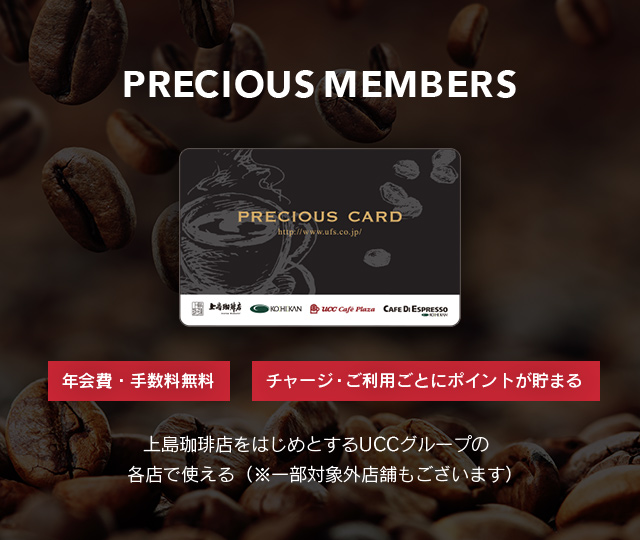 PRECIOUS MEMBERS
PRECIOUS CARD
http://www.ufs.co.jp/
上島珈琲店
KOHIKAN
UCC Café Plaza
CAFE DI ESPRESSO
KOHIKAN
年会費・手数料無料
チャージ・ご利用ごとにポイントが貯まる
上島珈琲店をはじめとするUCCグループの
各店で使える（※一部対象外店舗もございます）